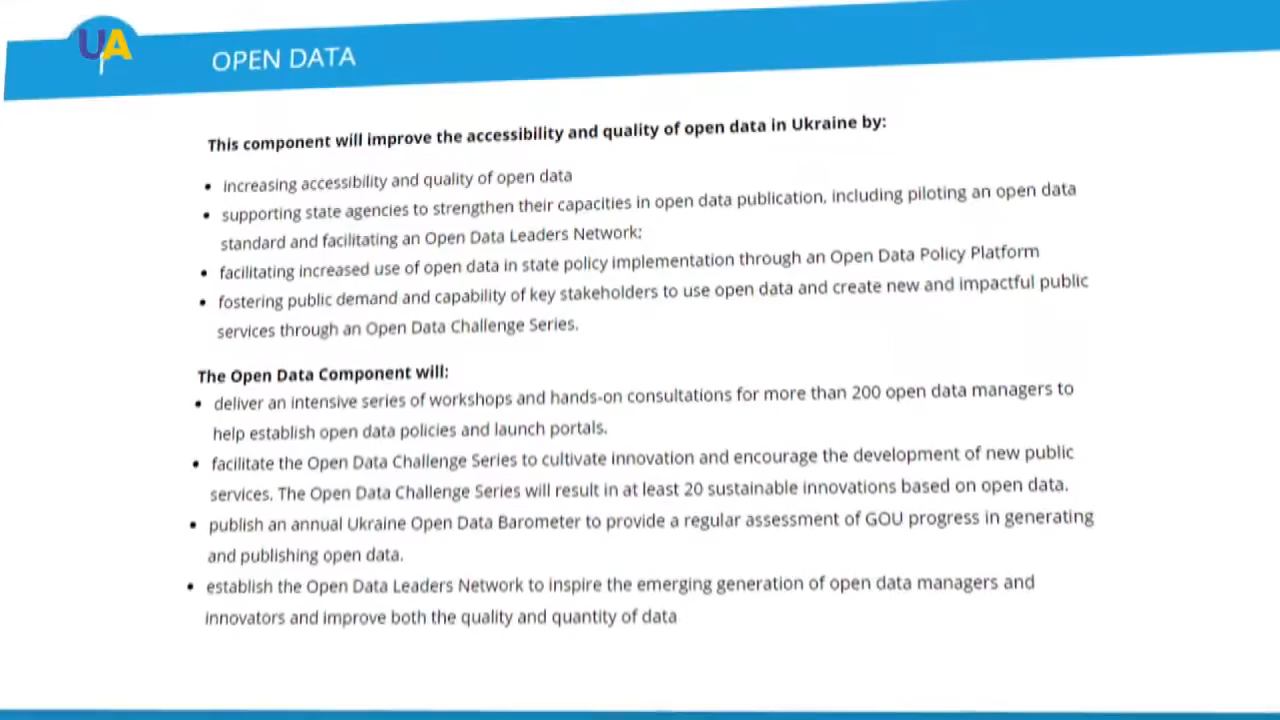 UA
OPEN DATA
This component will improve the accessibility and quality of open data in Ukraine by:
• increasing accessibility and quality of open data
• supporting state agencies to strengthen their capacities in open data publication, including piloting an open data
standard and facilitating an Open Data Leaders Network;
• facilitating increased use of open data in state policy implementation through an Open Data Policy Platform
• fostering public demand and capability of key stakeholders to use open data and create new and impactful public
services through an Open Data Challenge Series.
The Open Data Component will:
• deliver an intensive series of workshops and hands-on consultations for more than 200 open data managers to
help establish open data policies and launch portals.
• facilitate the Open Data Challenge Series to cultivate innovation and encourage the development of new public
services. The Open Data Challenge Series will result in at least 20 sustainable innovations based on open data.
• publish an annual Ukraine Open Data Barometer to provide a regular assessment of GOU progress in generating
and publishing open data.
• establish the Open Data Leaders Network to inspire the emerging generation of open data managers and
innovators and improve both the quality and quantity of data